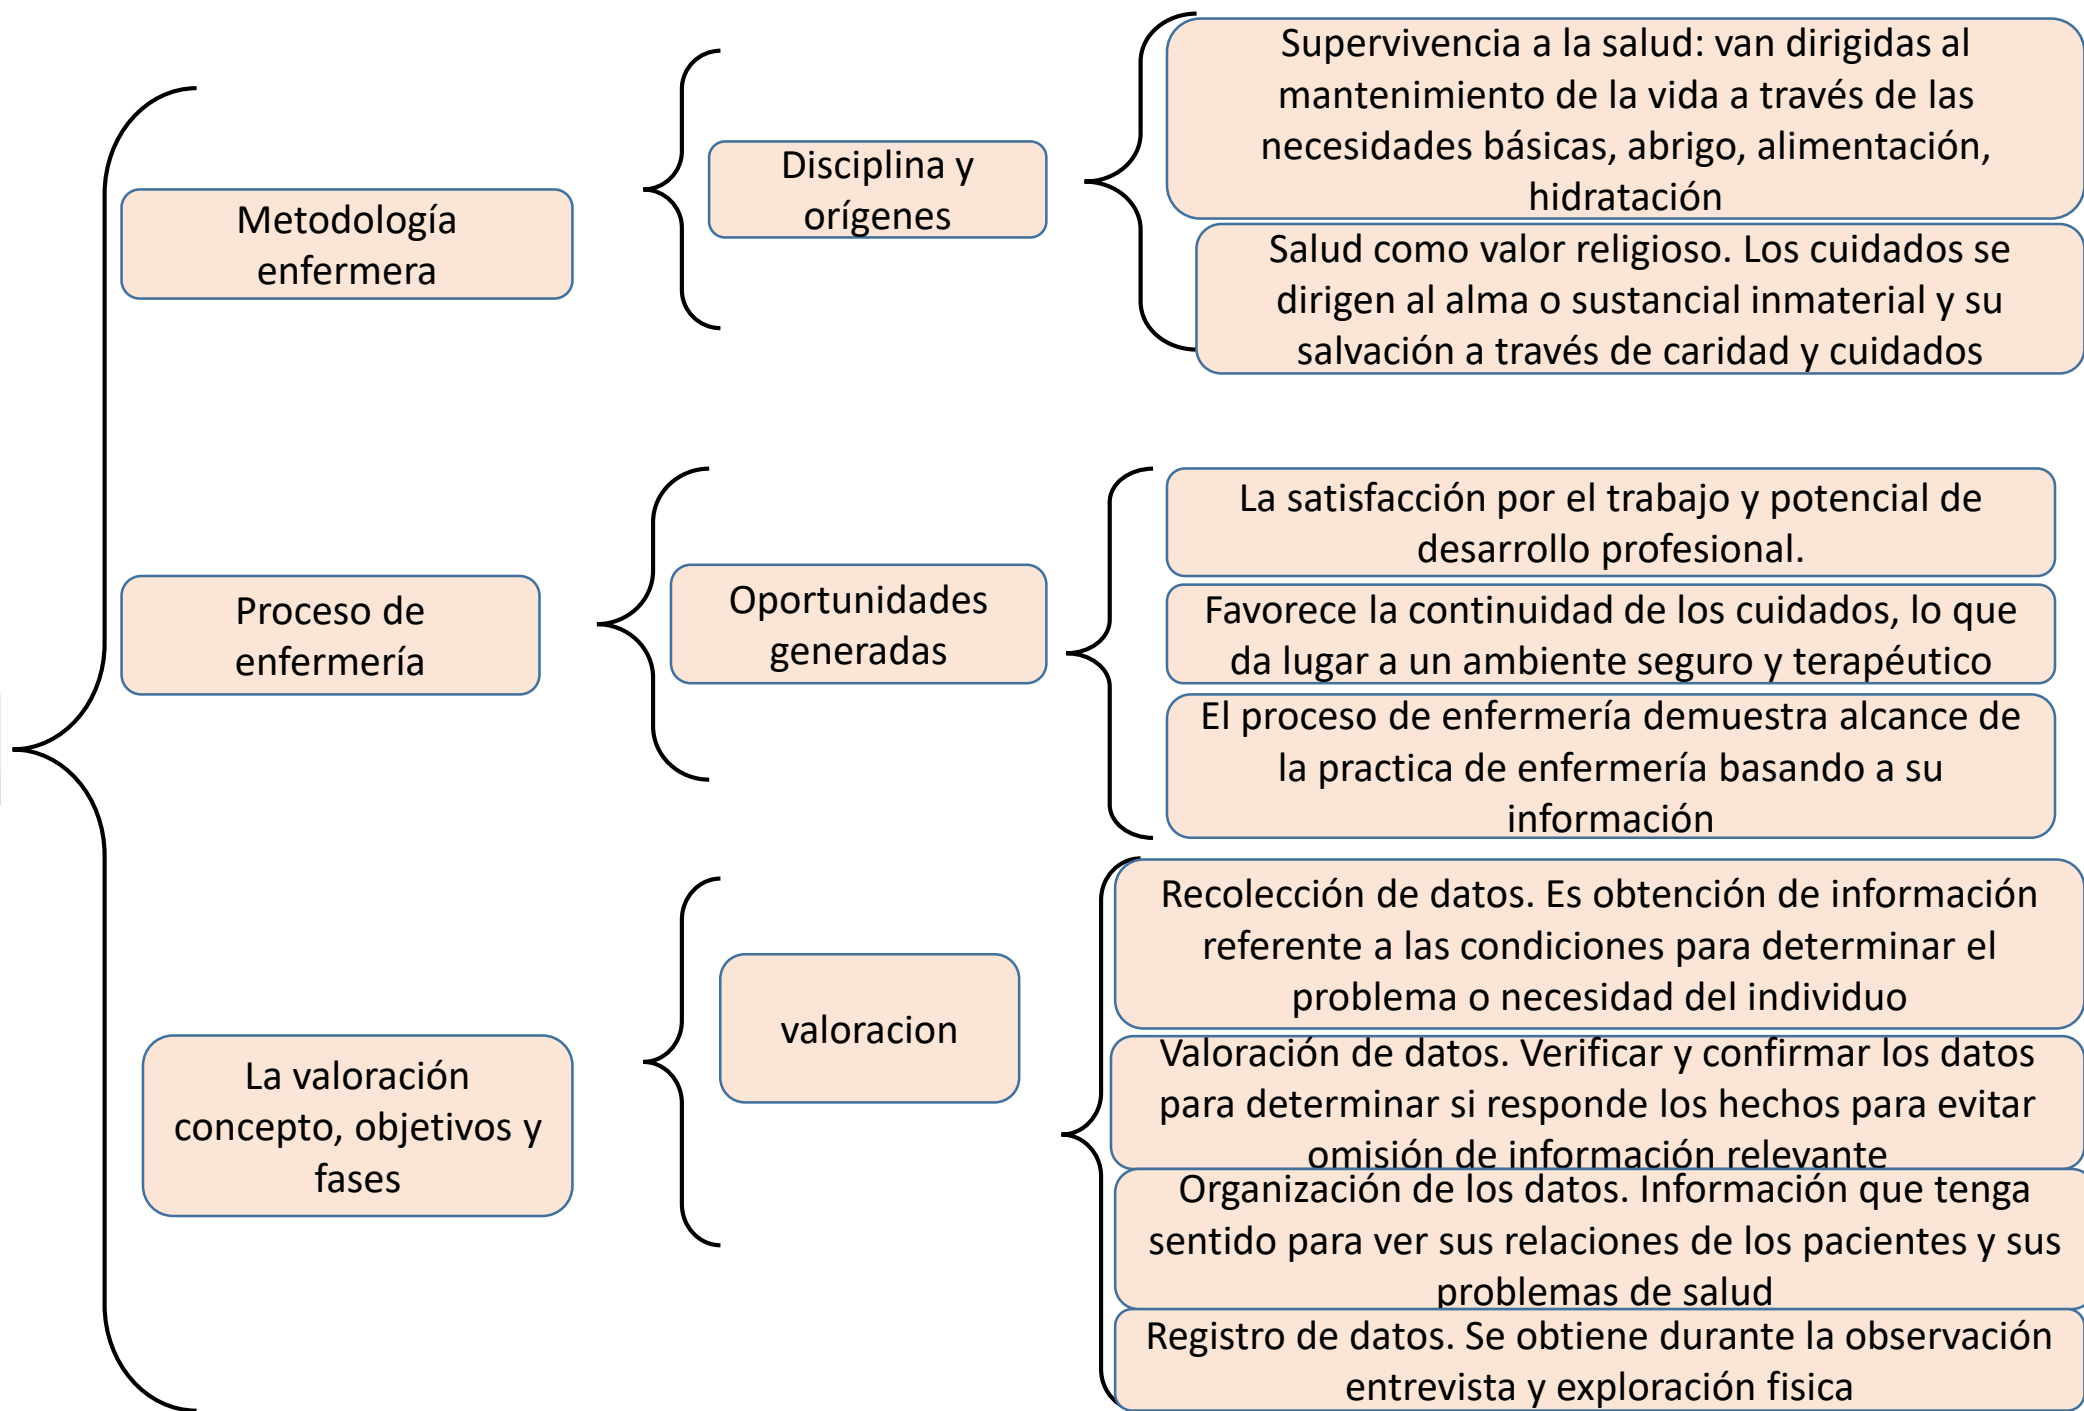 Metodología
enfermera
Disciplina y
orígenes
Supervivencia a la salud: van dirigidas al
mantenimiento de la vida a través de las
necesidades básicas, abrigo, alimentación,
hidratación
Salud como valor religioso. Los cuidados se
dirigen al alma o sustancial inmaterial y su
salvación a través de caridad y cuidados
Proceso de
enfermería
Oportunidades
generadas
La satisfacción por el trabajo y potencial de
desarrollo profesional.
Favorece la continuidad de los cuidados, lo que
da lugar a un ambiente seguro y terapéutico
El proceso de enfermería demuestra alcance de
la practica de enfermería basando a su
información
La valoración
concepto, objetivos y
fases
valoracion
Recolección de datos. Es obtención de información
referente a las condiciones para determinar el
problema o necesidad del individuo
Valoración de datos. Verificar y confirmar los datos
para determinar si responde los hechos para evitar
omisión de información relevante
Organización de los datos. Información que tenga
sentido para ver sus relaciones de los pacientes y sus
problemas de salud
Registro de datos. Se obtiene durante la observación
entrevista y exploración fisica